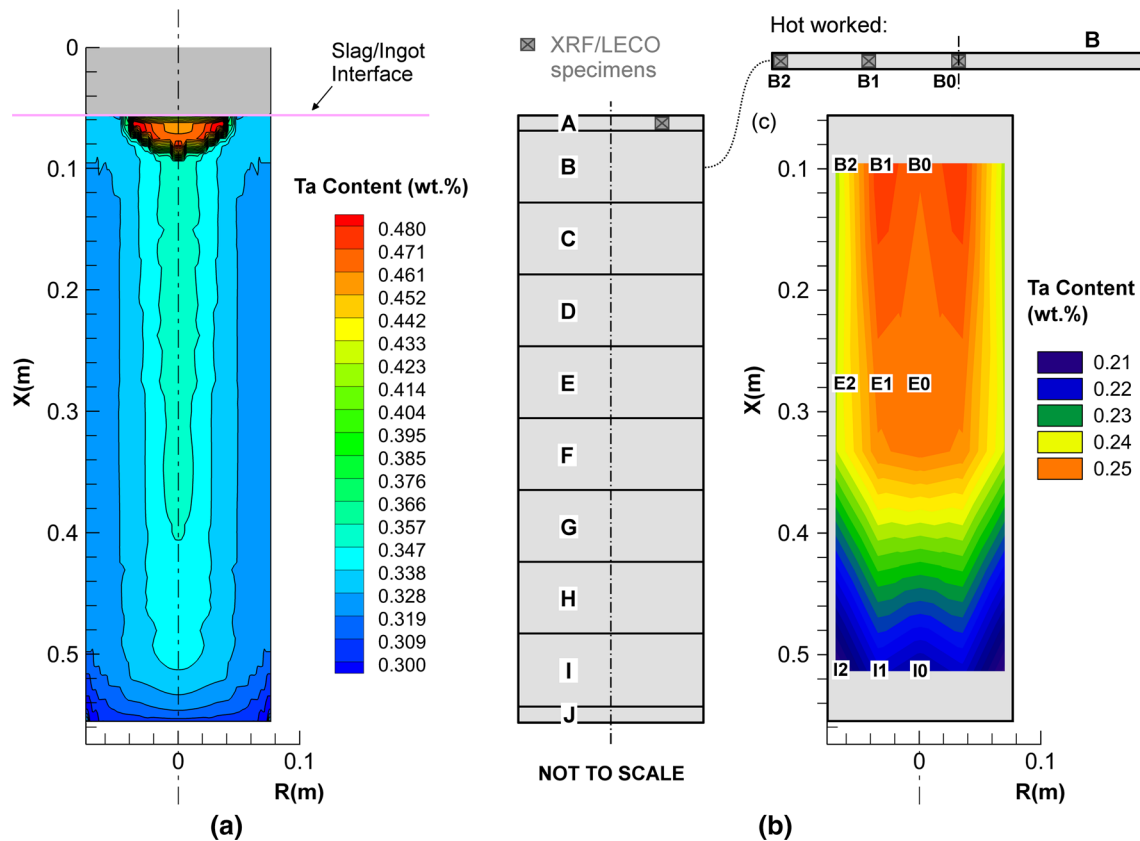 0
0.1
0.2
0.3
0.4
0.5
X(m)
Slag/Ingot
Interface
Ta Content (wt.%)
0.480
0.471
0.461
0.452
0.442
0.433
0.423
0.414
0.404
0.395
0.385
0.376
0.366
0.357
0.347
0.338
0.328
0.319
0.309
0.300
0
0.1
R(m)
(a)
XRF/LECO
specimens
A
B
C
D
E
F
G
H
I
J
NOT TO SCALE
Hot worked:
B
B2
B1
B0
(c)
0.1
0.2
0.3
0.4
0.5
X(m)
B2 B1 B0
E2 E1 E0
I2 I1 I0
Ta Content
(wt.%)
0.21
0.22
0.23
0.24
0.25
0
0.1
R(m)
(b)